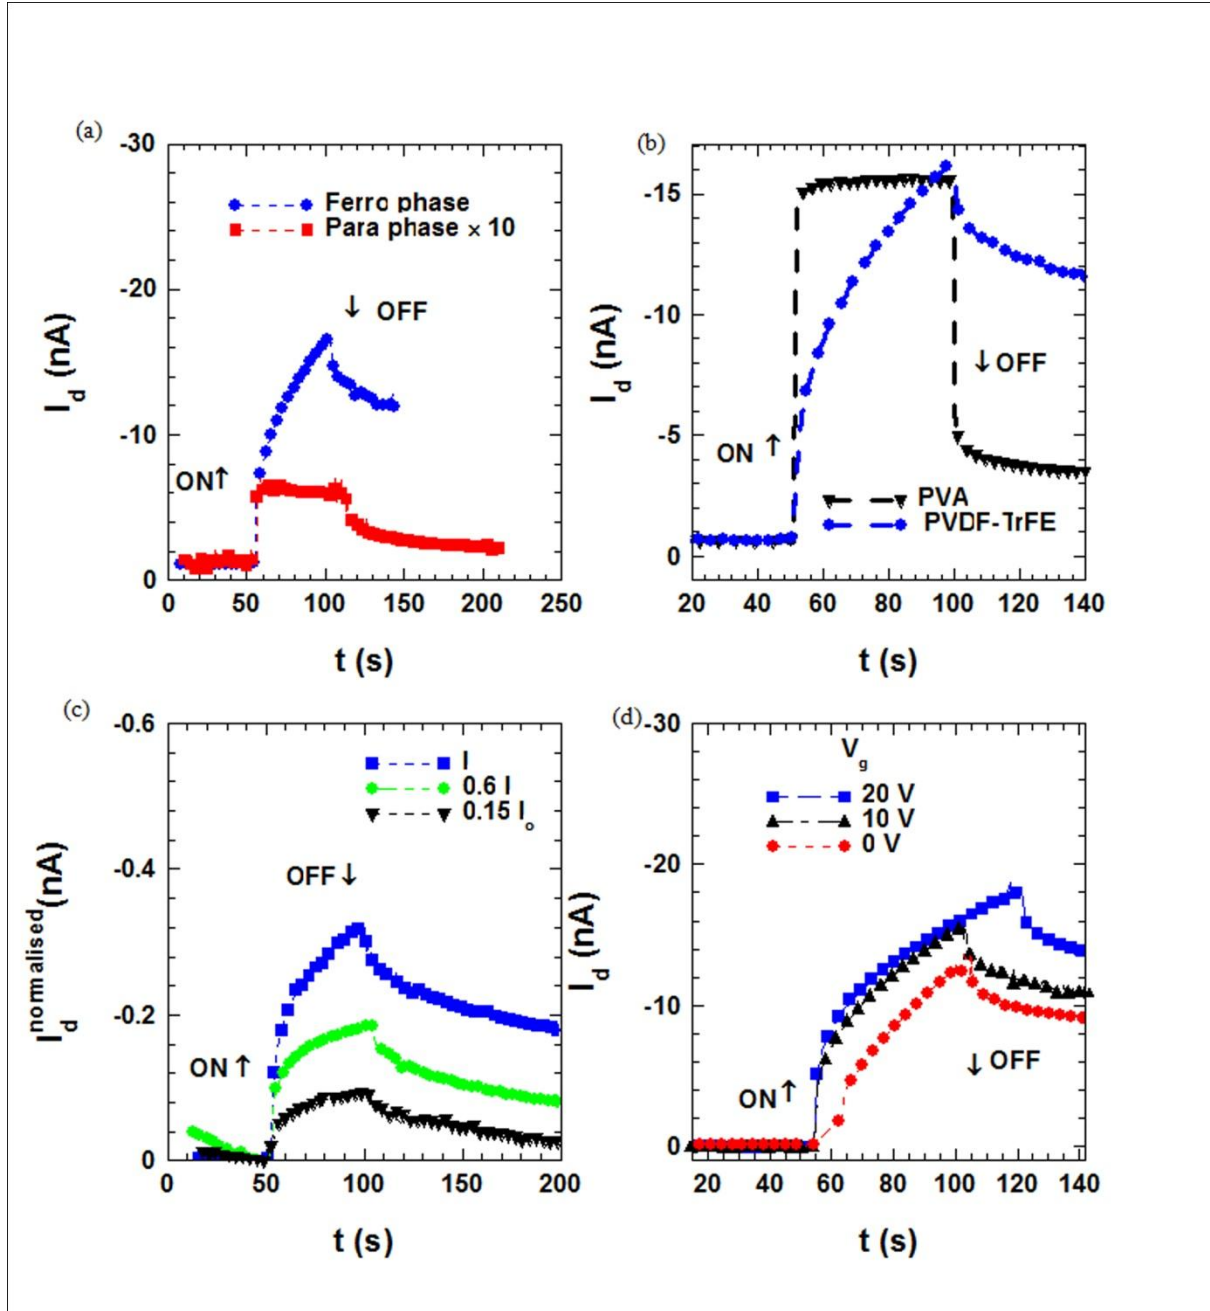 (a)
-30
-20
-10
0
Ferro phase
Para phase × 10
↓ OFF
ON↑
I_d (nA)
0 50 100 150 200 250
t (s)
(b)
-15
-10
-5
0
ON ↑
↓ OFF
PVA
PVDF-TrFE
I_d (nA)
20 40 60 80 100 120 140
t (s)
(c)
-0.6
-0.4
-0.2
0
I
0.6 I
0.15 I_o
OFF ↓
ON ↑
I_d^normalised (nA)
0 50 100 150 200
t (s)
(d)
-30
-20
-10
0
V_g
20 V
10 V
0 V
ON↑
↓ OFF
I_d (nA)
20 40 60 80 100 120 140
t (s)